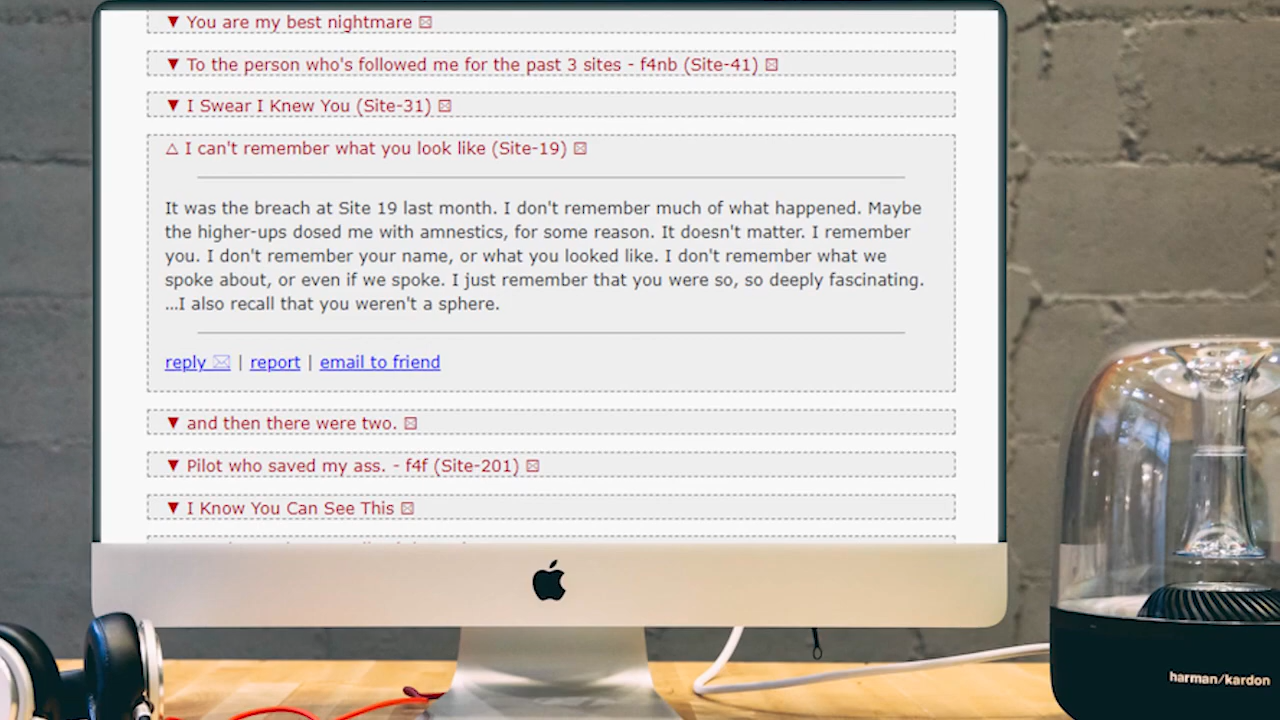 ▼ You are my best nightmare ⚄
▼ To the person who's followed me for the past 3 sites - f4nb (Site-41) ⚄
▼ I Swear I Knew You (Site-31) ⚄
△ I can't remember what you look like (Site-19) ⚄
It was the breach at Site 19 last month. I don't remember much of what happened. Maybe
the higher-ups dosed me with amnestics, for some reason. It doesn't matter. I remember
you. I don't remember your name, or what you looked like. I don't remember what we
spoke about, or even if we spoke. I just remember that you were so, so deeply fascinating.
...I also recall that you weren't a sphere.
reply ✉ | report | email to friend
▼ and then there were two. ⚄
▼ Pilot who saved my ass. - f4f (Site-201) ⚄
▼ I Know You Can See This ⚄
harman/kardon